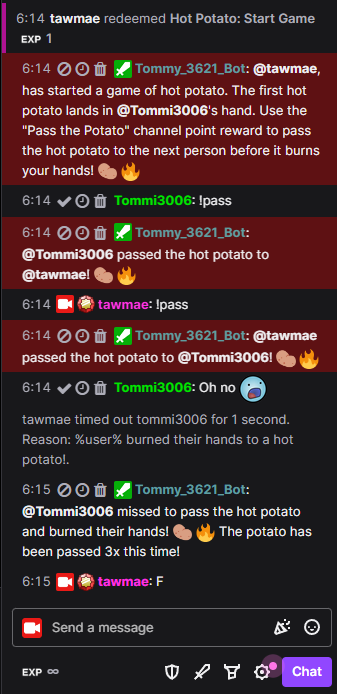 6:14 tawmae redeemed Hot Potato: Start Game
EXP 1
6:14 Tommy_3621_Bot: @tawmae,
has started a game of hot potato. The first hot
potato lands in @Tommi3006's hand. Use the
"Pass the Potato" channel point reward to pass
the hot potato to the next person before it burns
your hands! 🥔🔥
6:14 Tommi3006: !pass
6:14 Tommy_3621_Bot:
@Tommi3006 passed the hot potato to
@tawmae! 🥔🔥
6:14 tawmae: !pass
6:14 Tommy_3621_Bot: @tawmae
passed the hot potato to @Tommi3006! 🥔🔥
6:14 Tommi3006: Oh no
tawmae timed out tommi3006 for 1 second.
Reason: %user% burned their hands to a hot
potato!.
6:15 Tommy_3621_Bot:
@Tommi3006 missed to pass the hot potato
and burned their hands! 🥔🔥 The potato has
been passed 3x this time!
6:15 tawmae: F
Send a message
EXP ∞
Chat